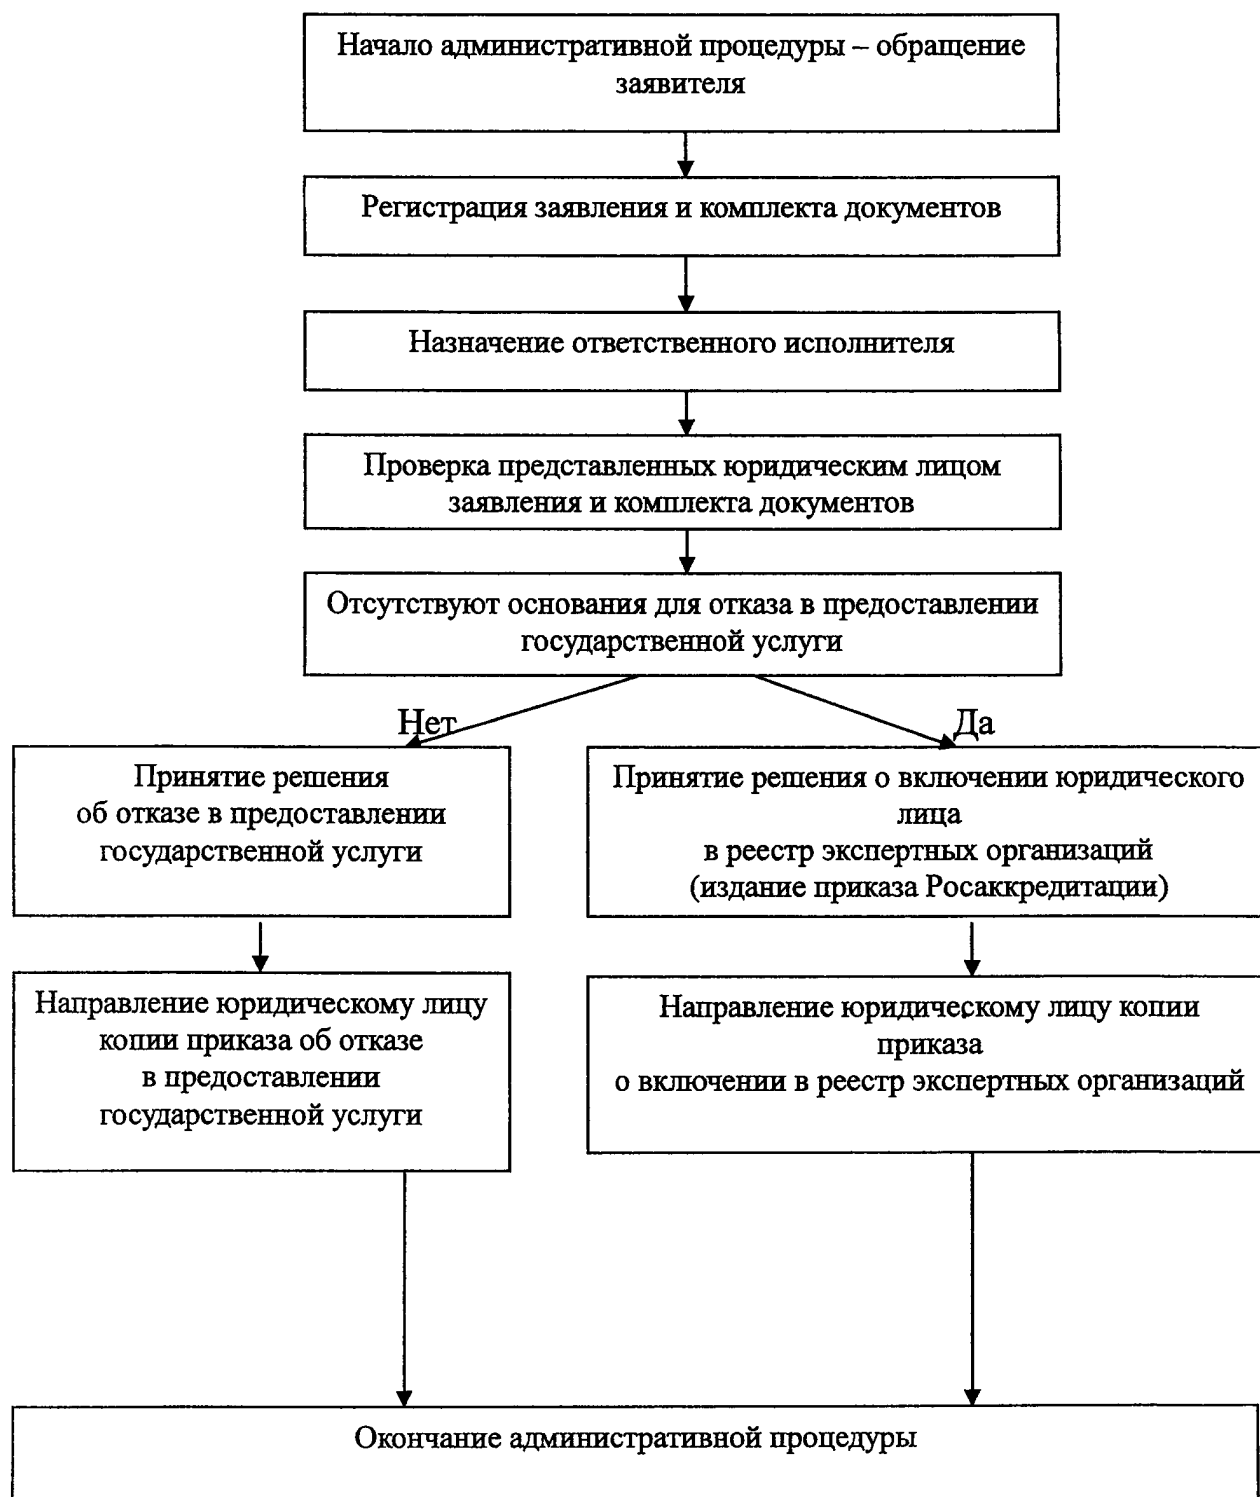 Начало административной процедуры – обращение
заявителя
Регистрация заявления и комплекта документов
Назначение ответственного исполнителя
Проверка представленных юридическим лицом
заявления и комплекта документов
Отсутствуют основания для отказа в предоставлении
государственной услуги
Нет
Да
Принятие решения
об отказе в предоставлении
государственной услуги
Принятие решения о включении юридического
лица
в реестр экспертных организаций
(издание приказа Росаккредитации)
Направление юридическому лицу
копии приказа об отказе
в предоставлении
государственной услуги
Направление юридическому лицу копии
приказа
о включении в реестр экспертных организаций
Окончание административной процедуры